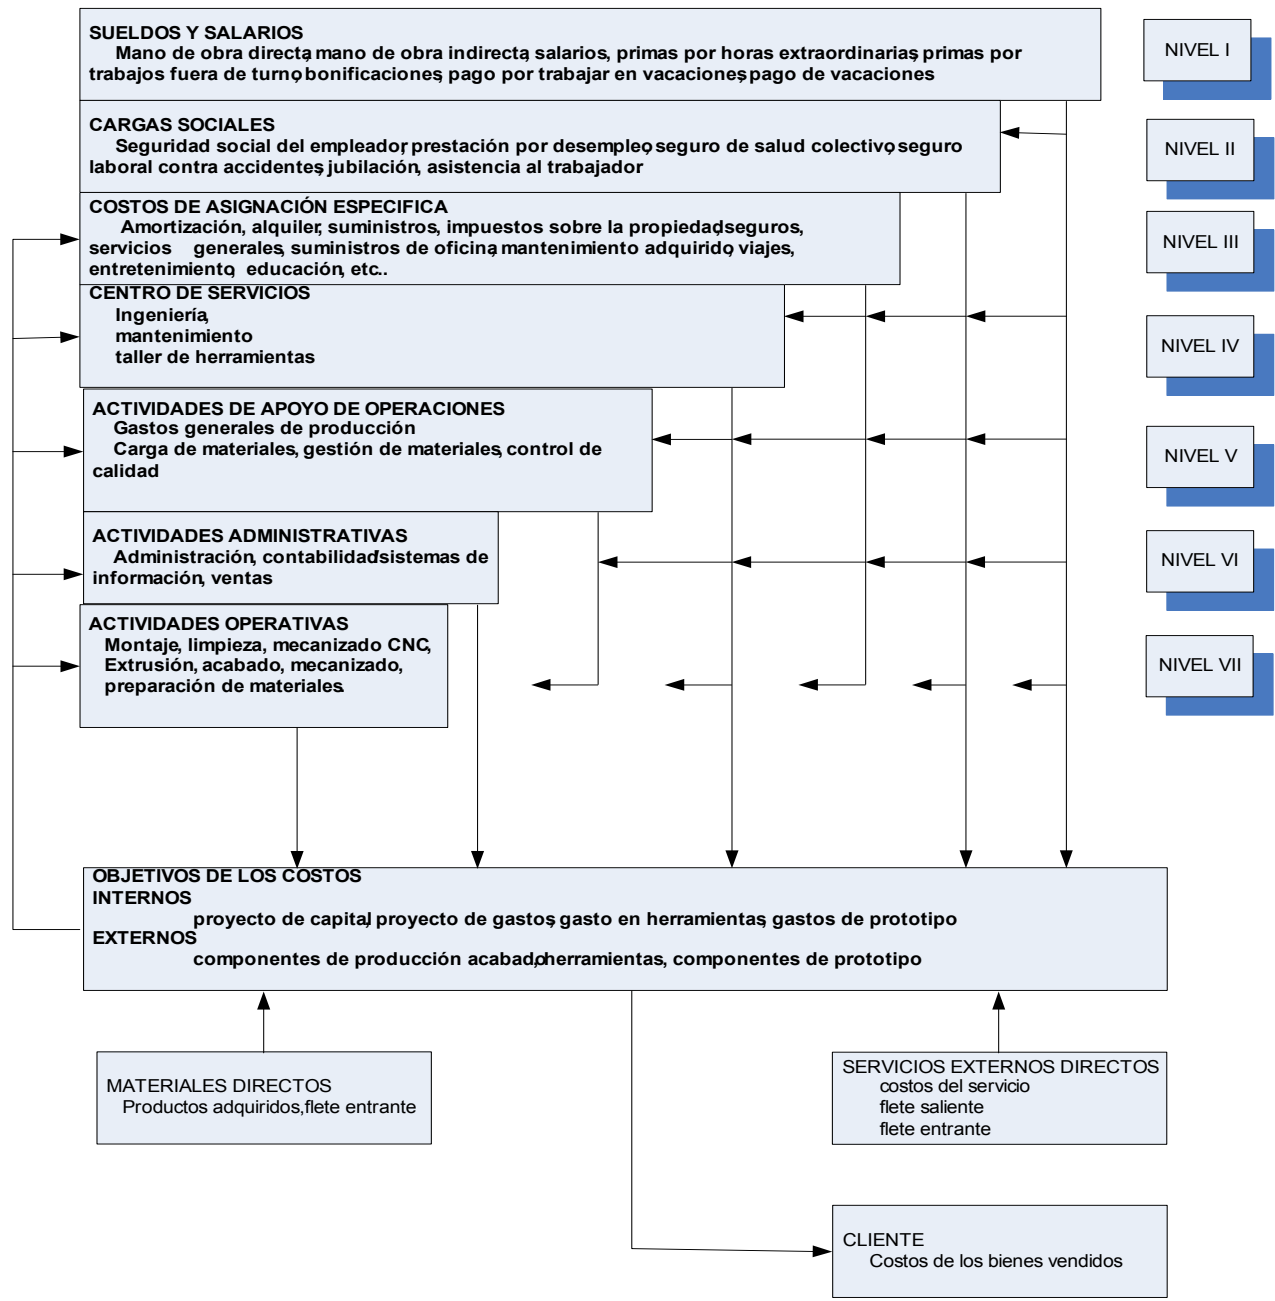 SUELDOS Y SALARIOS
Mano de obra directa, mano de obra indirecta, salarios, primas por horas extraordinarias, primas por
trabajos fuera de turno, bonificaciones, pago por trabajar en vacaciones, pago de vacaciones
NIVEL I
CARGAS SOCIALES
Seguridad social del empleador, prestación por desempleo, seguro de salud colectivo, seguro
laboral contra accidentes, jubilación, asistencia al trabajador
NIVEL II
COSTOS DE ASIGNACIÓN ESPECIFICA
Amortización, alquiler, suministros, impuestos sobre la propiedad, seguros,
servicios generales, suministros de oficina, mantenimiento adquirido, viajes,
entretenimiento, educación, etc..
NIVEL III
CENTRO DE SERVICIOS
Ingeniería,
mantenimiento
taller de herramientas
NIVEL IV
ACTIVIDADES DE APOYO DE OPERACIONES
Gastos generales de producción
Carga de materiales, gestión de materiales, control de
calidad
NIVEL V
ACTIVIDADES ADMINISTRATIVAS
Administración, contabilidad/sistemas de
información, ventas
NIVEL VI
ACTIVIDADES OPERATIVAS
Montaje, limpieza, mecanizado CNC,
Extrusión, acabado, mecanizado,
preparación de materiales.
NIVEL VII
OBJETIVOS DE LOS COSTOS
INTERNOS
proyecto de capital, proyecto de gastos, gasto en herramientas, gastos de prototipo
EXTERNOS
componentes de producción acabado, herramientas, componentes de prototipo
MATERIALES DIRECTOS
Productos adquiridos, flete entrante
SERVICIOS EXTERNOS DIRECTOS
costos del servicio
flete saliente
flete entrante
CLIENTE
Costos de los bienes vendidos